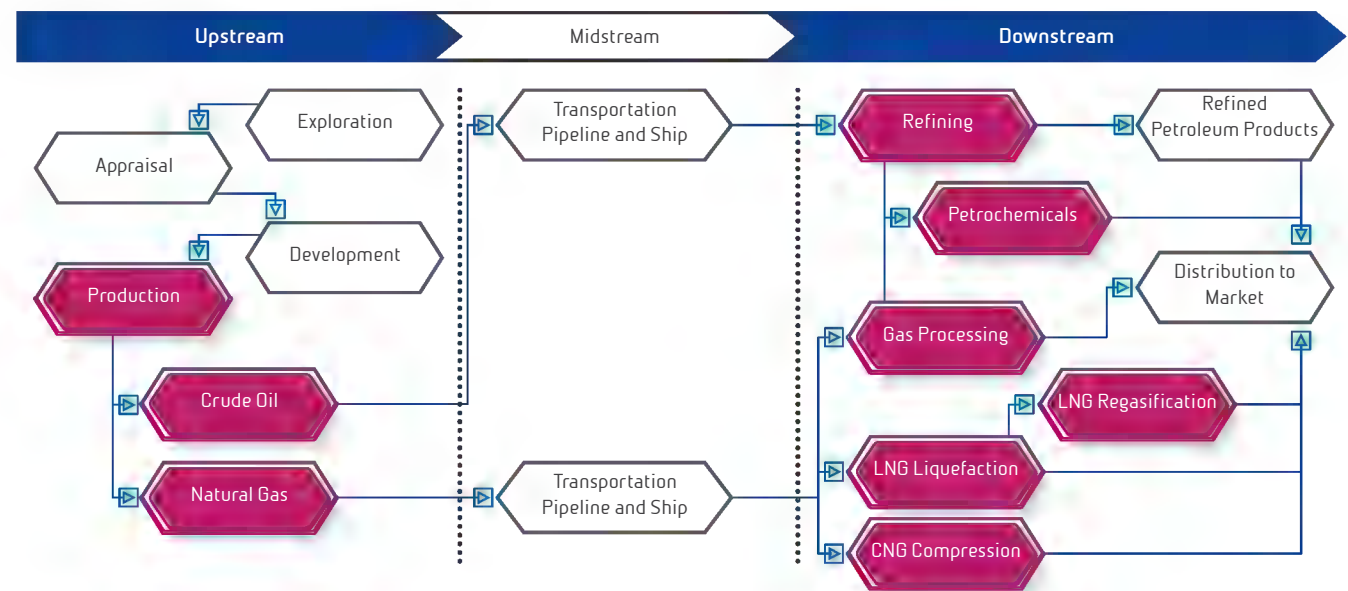 Upstream
Midstream
Downstream
Exploration
Appraisal
Development
Production
Crude Oil
Natural Gas
Transportation
Pipeline and Ship
Transportation
Pipeline and Ship
Refining
Refined
Petroleum Products
Petrochemicals
Distribution to
Market
Gas Processing
LNG Regasification
LNG Liquefaction
CNG Compression